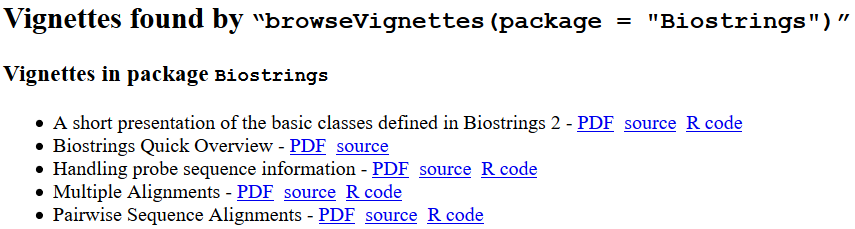 Vignettes found by “browseVignettes(package = "Biostrings")”
Vignettes in package Biostrings
• A short presentation of the basic classes defined in Biostrings 2 - PDF source R code
• Biostrings Quick Overview - PDF source
• Handling probe sequence information - PDF source R code
• Multiple Alignments - PDF source R code
• Pairwise Sequence Alignments - PDF source R code